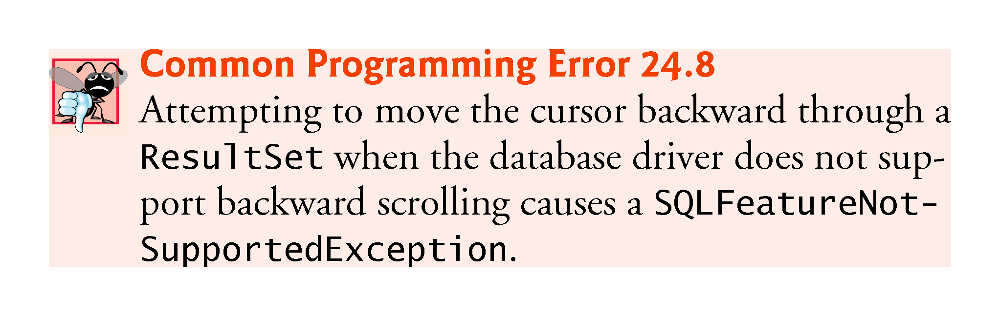 Common Programming Error 24.8
Attempting to move the cursor backward through a
ResultSet when the database driver does not sup-
port backward scrolling causes a SQLFeatureNot-
SupportedException.